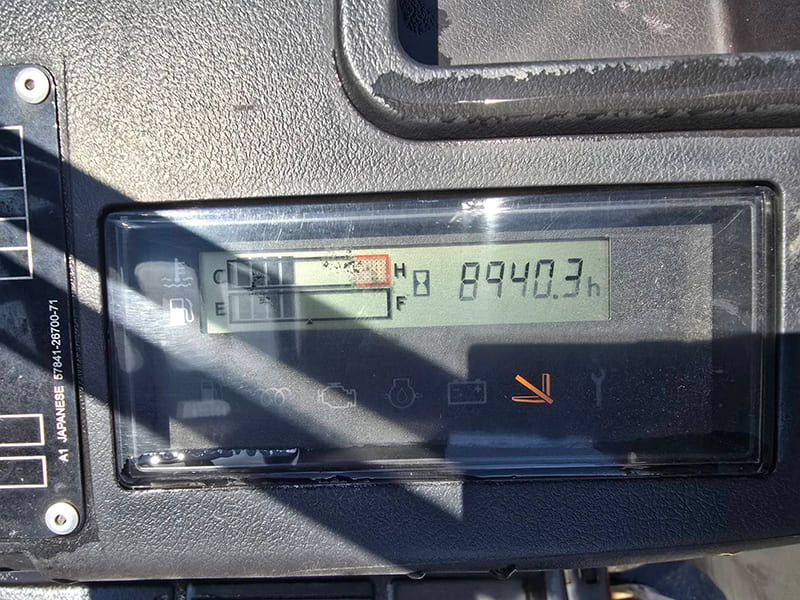 C H 8940.3h
E F
A1 JAPANESE 57841-26700-71